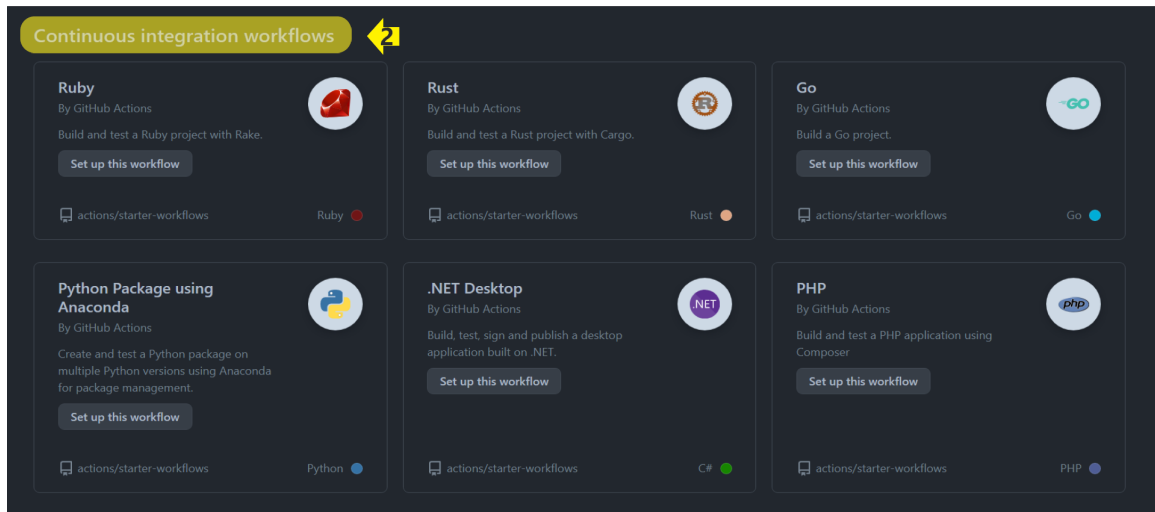 Continuous integration workflows
2
Ruby
By GitHub Actions
Build and test a Ruby project with Rake.
Set up this workflow
actions/starter-workflows
Ruby
Rust
By GitHub Actions
Build and test a Rust project with Cargo.
Set up this workflow
actions/starter-workflows
Rust
Go
By GitHub Actions
Build a Go project.
Set up this workflow
actions/starter-workflows
Go
GO
Python Package using
Anaconda
By GitHub Actions
Create and test a Python package on
multiple Python versions using Anaconda
for package management.
Set up this workflow
actions/starter-workflows
Python
.NET Desktop
By GitHub Actions
Build, test, sign and publish a desktop
application built on .NET.
Set up this workflow
actions/starter-workflows
C#
.NET
PHP
By GitHub Actions
Build and test a PHP application using
Composer
Set up this workflow
actions/starter-workflows
PHP
php